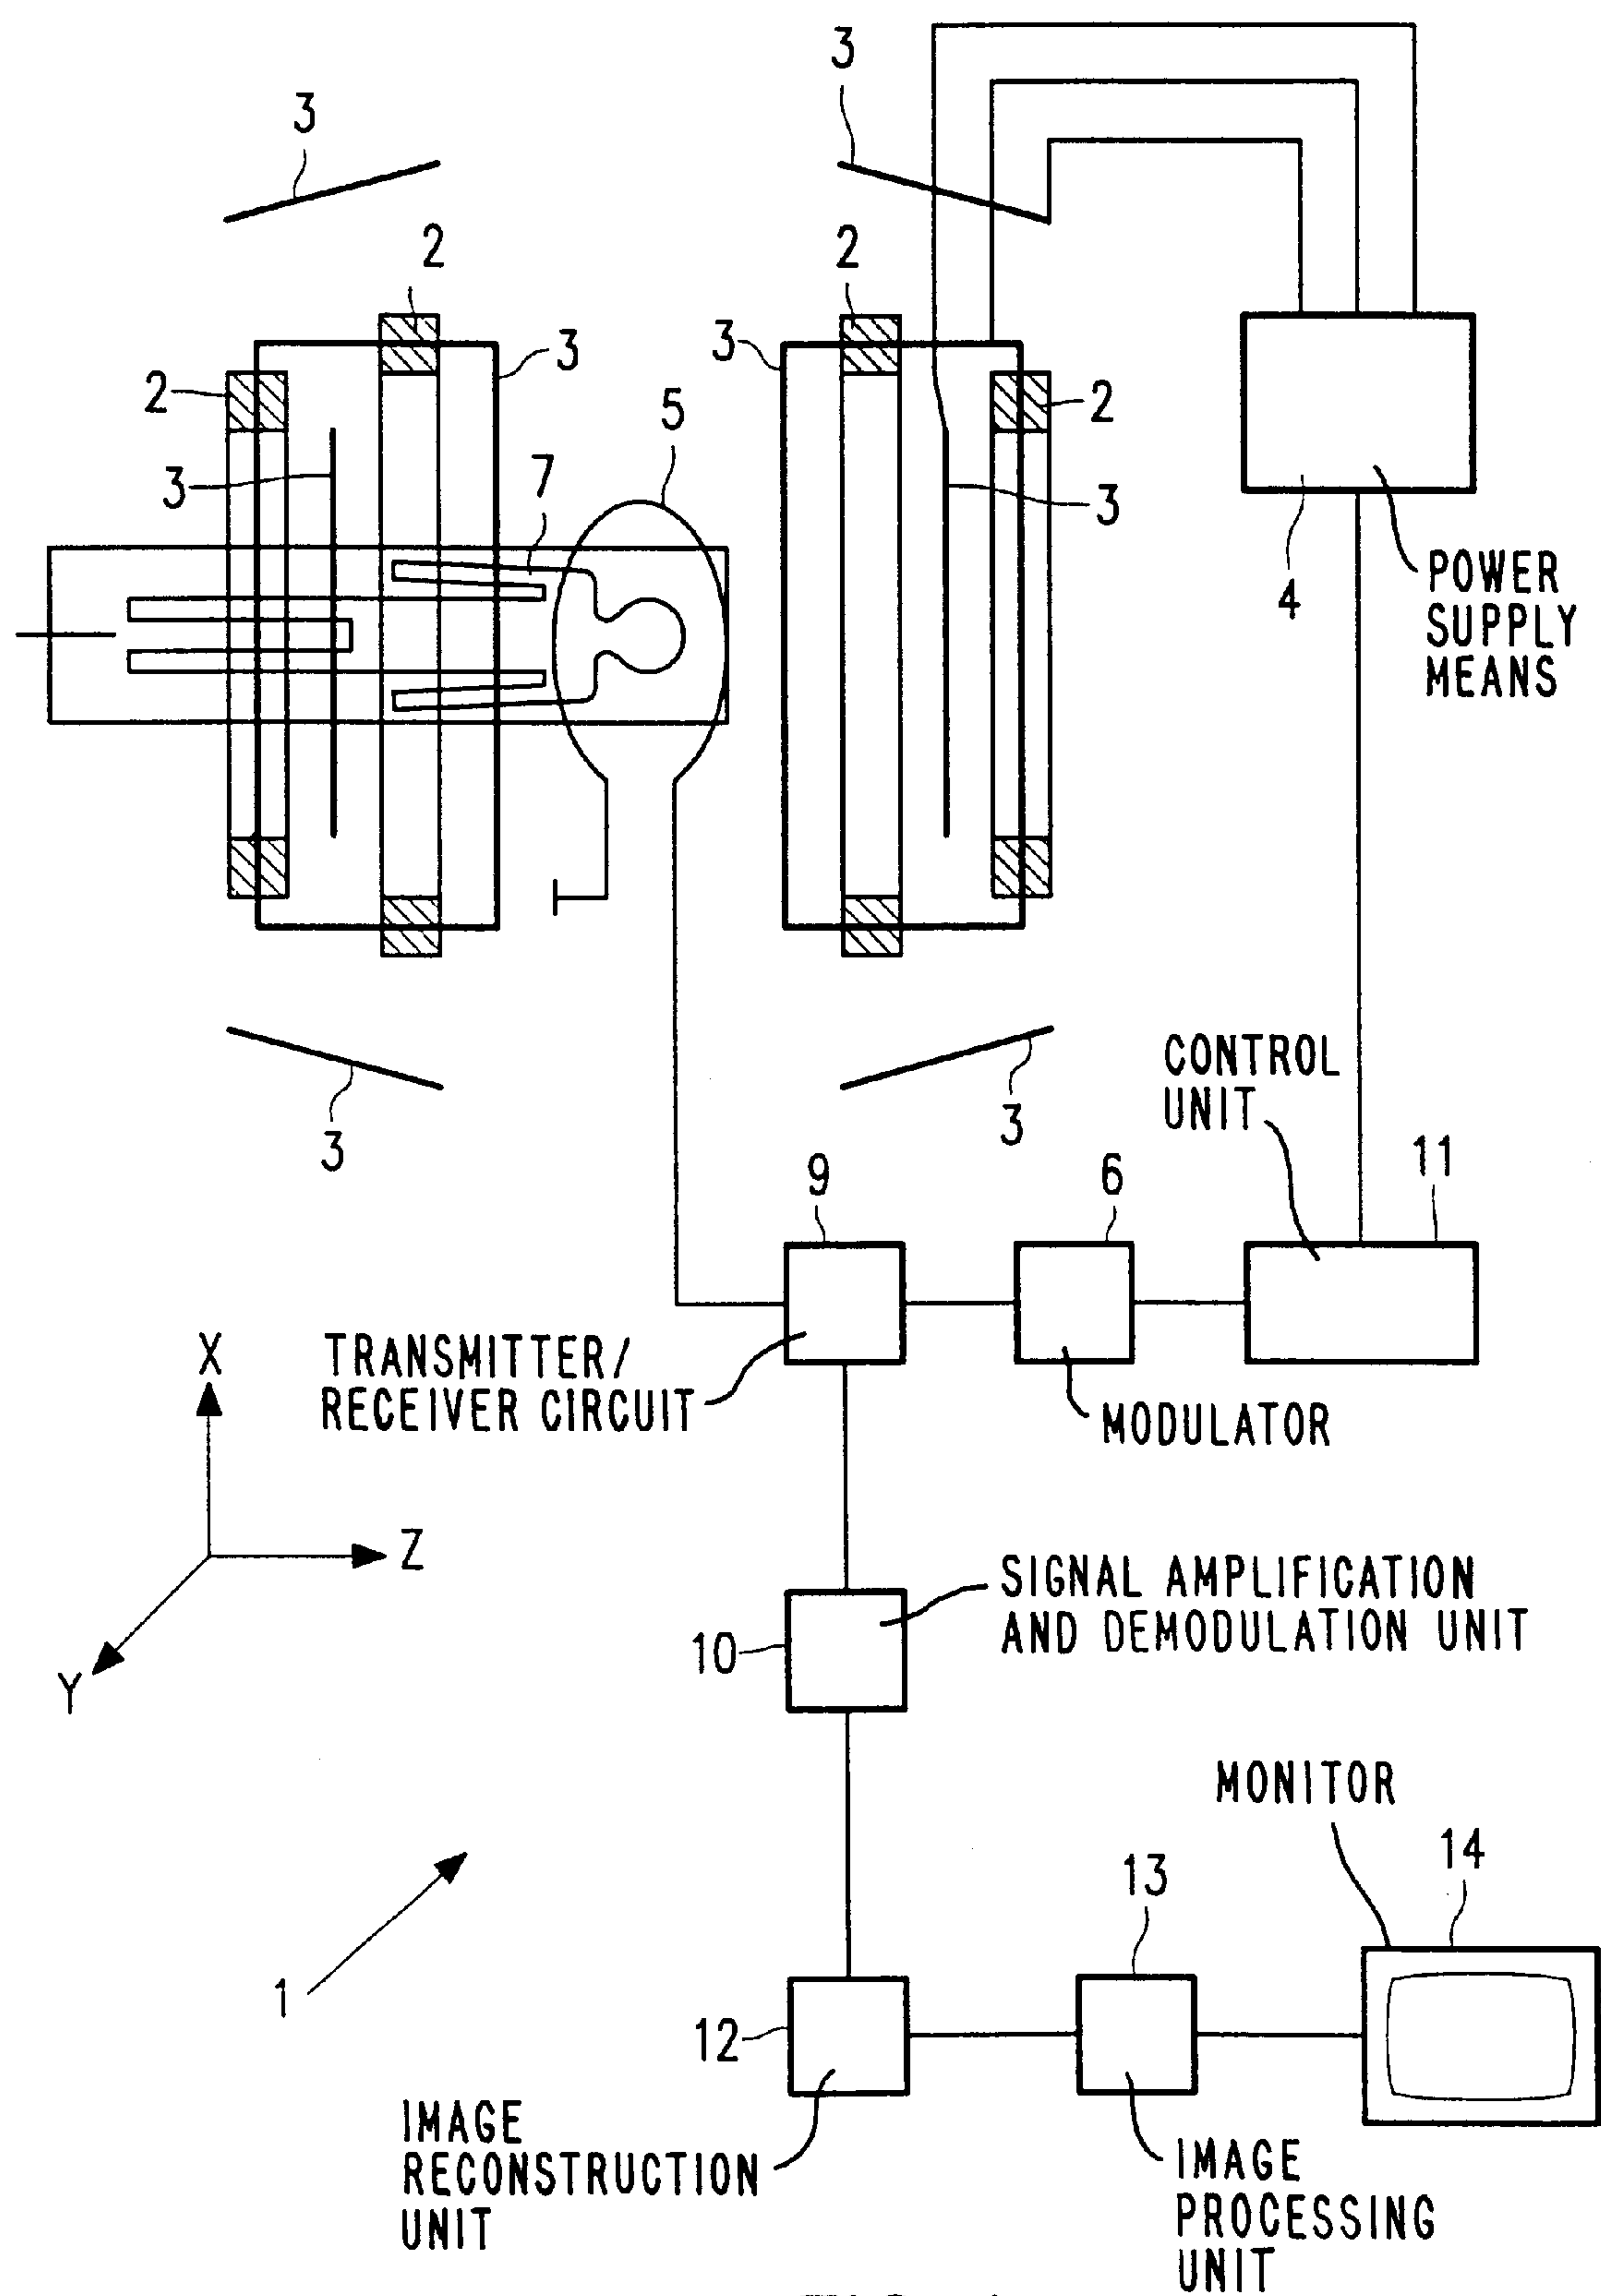 3
3
2
2
3
3
2
5
2
3
7
3
4
POWER
SUPPLY
MEANS
3
3
CONTROL
UNIT
9
6
11
TRANSMITTER/
RECEIVER CIRCUIT
MODULATOR
X
Z
Y
SIGNAL AMPLIFICATION
AND DEMODULATION UNIT
10
MONITOR
14
13
1
12
IMAGE
RECONSTRUCTION
UNIT
IMAGE
PROCESSING
UNIT